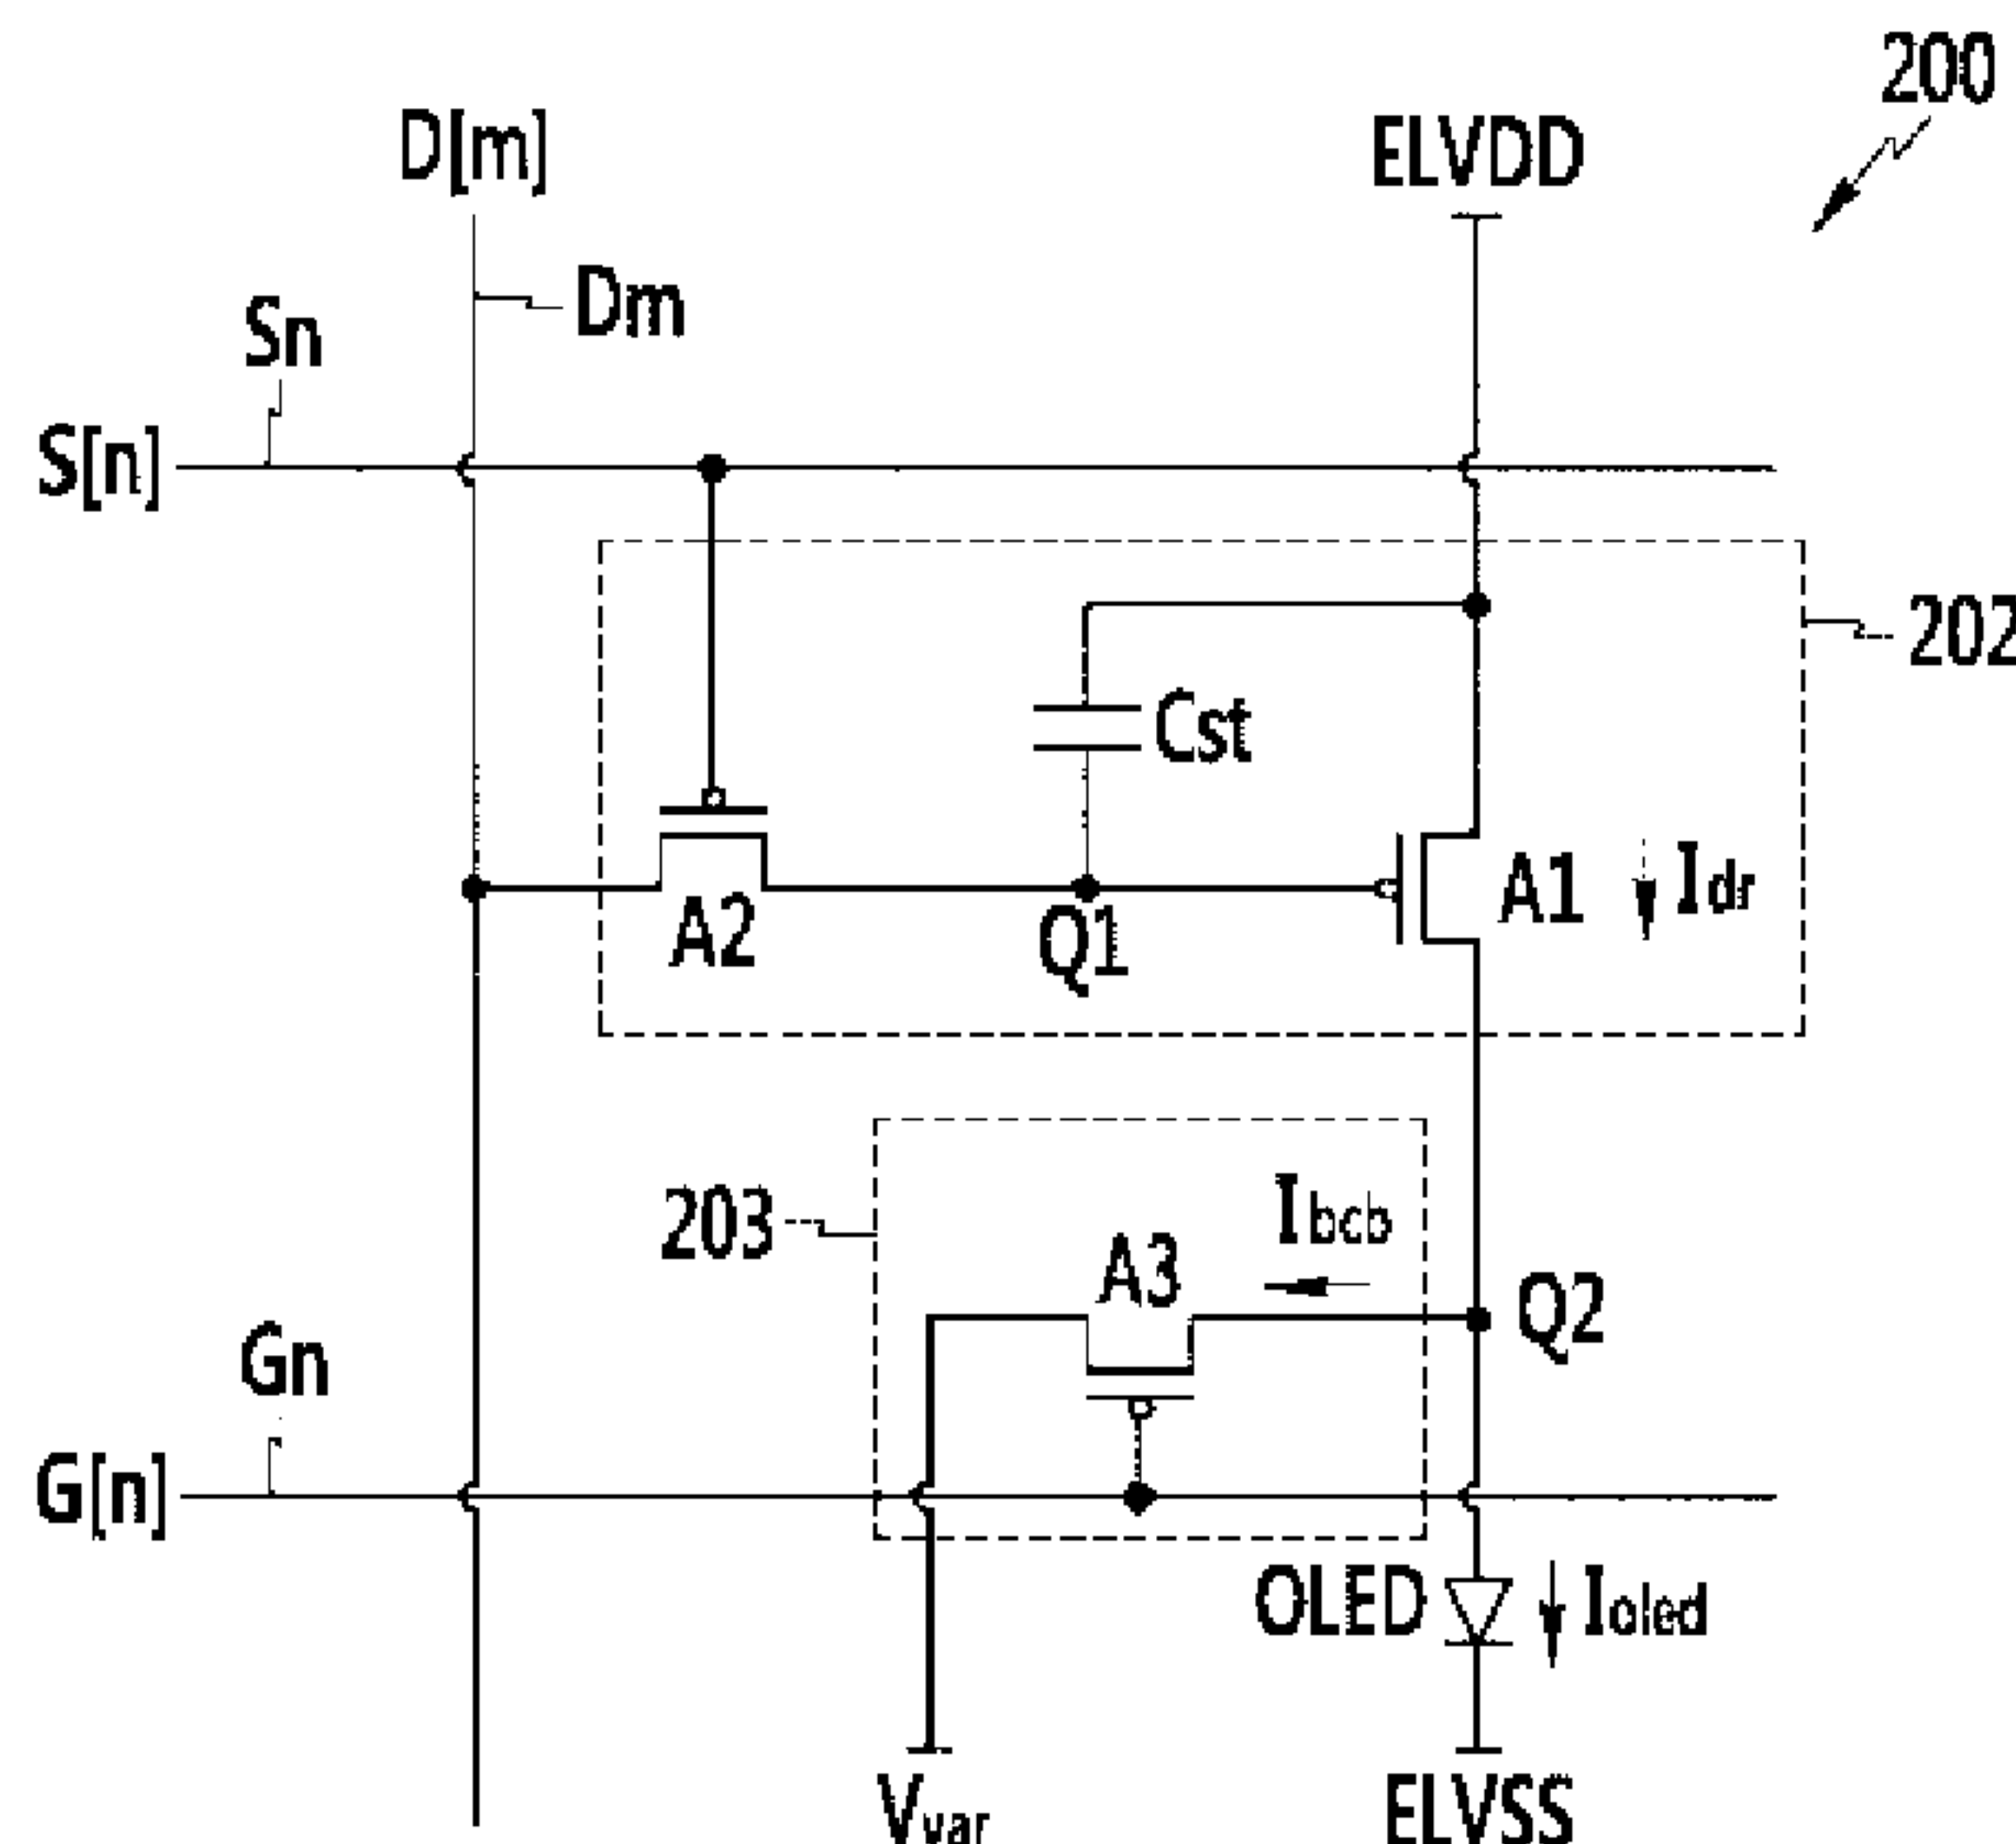 200
D[m]
ELVDD
Dm
Sn
S[n]
202
Cst
A2
Q1
A1
Idr
203
Ibcb
A3
Q2
Gn
G[n]
OLED
Ioled
Vvar
ELVSS